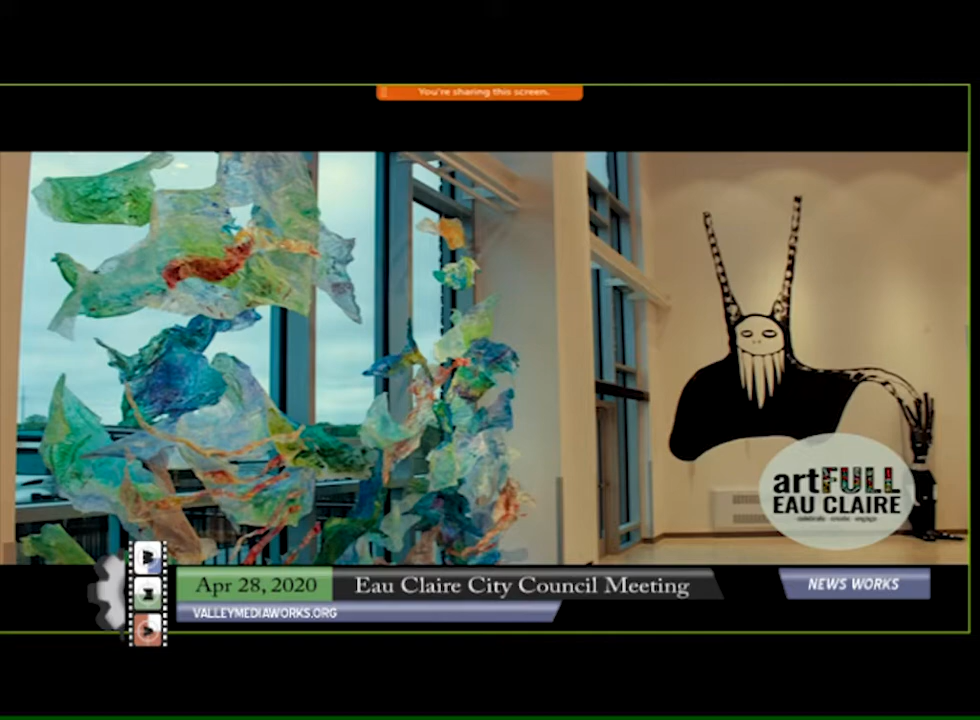 You're sharing this screen.
artFULL
EAU CLAIRE
Apr 28, 2020
Eau Claire City Council Meeting
NEWS WORKS
VALLEYMEDIAWORKS.ORG